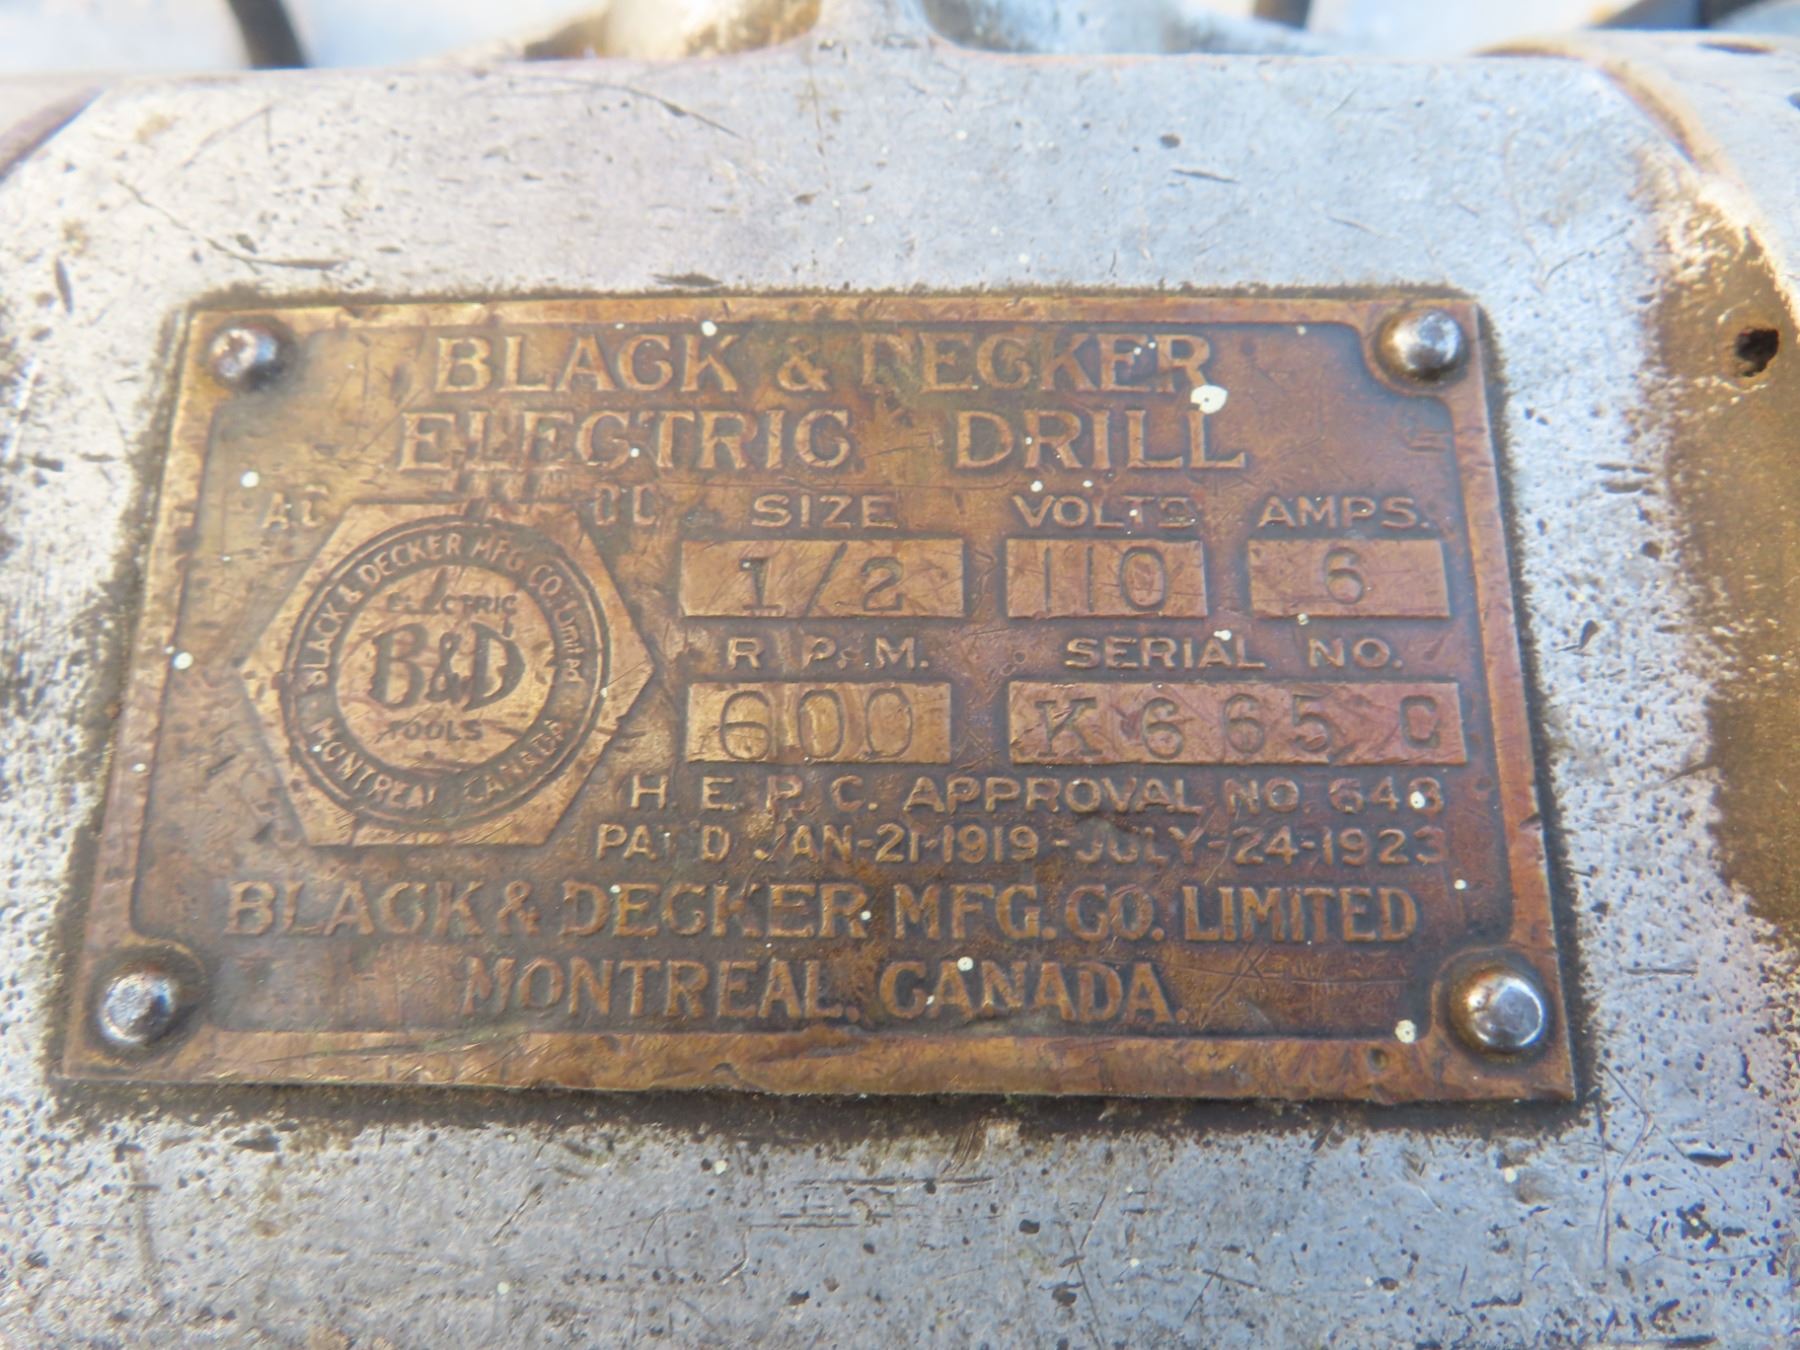 BLACK & DECKER
ELECTRIC DRILL
AC DC
BLACK & DECKER MFG. CO. Limited
ELECTRIC
B&D
TOOLS
MONTREAL CANADA
SIZE VOLTS AMPS.
1/2 110 6
R.P.M. SERIAL NO.
600 K 665 C
H.E.P.C. APPROVAL NO. 643
PAT'D JAN-21-1919-JULY-24-1923
BLACK & DECKER MFG. CO. LIMITED
MONTREAL. CANADA.